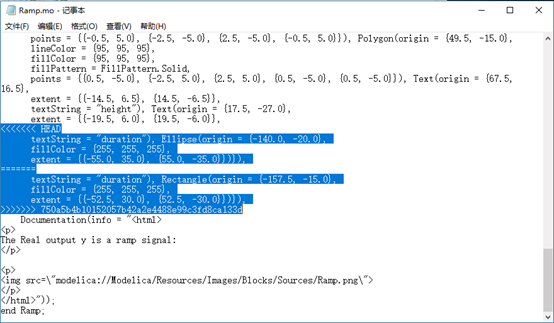 Ramp.mo - 记事本
文件(F) 编辑(E) 格式(O) 查看(V) 帮助(H)
points = {{-0.5, 5.0}, {-2.5, -5.0}, {2.5, -5.0}, {-0.5, 5.0}}), Polygon(origin = {49.5, -15.0},
lineColor = {95, 95, 95},
fillColor = {95, 95, 95},
fillPattern = FillPattern.Solid,
points = {{0.5, -5.0}, {-2.5, 5.0}, {2.5, 5.0}, {0.5, -5.0}, {0.5, -5.0}}), Text(origin = {67.5,
16.5},
extent = {{-14.5, 6.5}, {14.5, -6.5}},
textString = "height"), Text(origin = {17.5, -27.0},
extent = {{-19.5, 6.0}, {19.5, -6.0}},
<<<<<<< HEAD
textString = "duration"), Ellipse(origin = {-140.0, -20.0},
fillColor = {255, 255, 255},
extent = {{-55.0, 35.0}, {55.0, -35.0}})}),
=======
textString = "duration"), Rectangle(origin = {-157.5, -15.0},
fillColor = {255, 255, 255},
extent = {{-52.5, 30.0}, {52.5, -30.0}})}),
>>>>>>> 750a5b4b10152057b42a2e4488e99c3fd8ca133d
Documentation(info = "<html>
<p>
The Real output y is a ramp signal:
</p>
<p>
<img src=\"modelica://Modelica/Resources/Images/Blocks/Sources/Ramp.png\">
</p>
</html>"));
end Ramp;